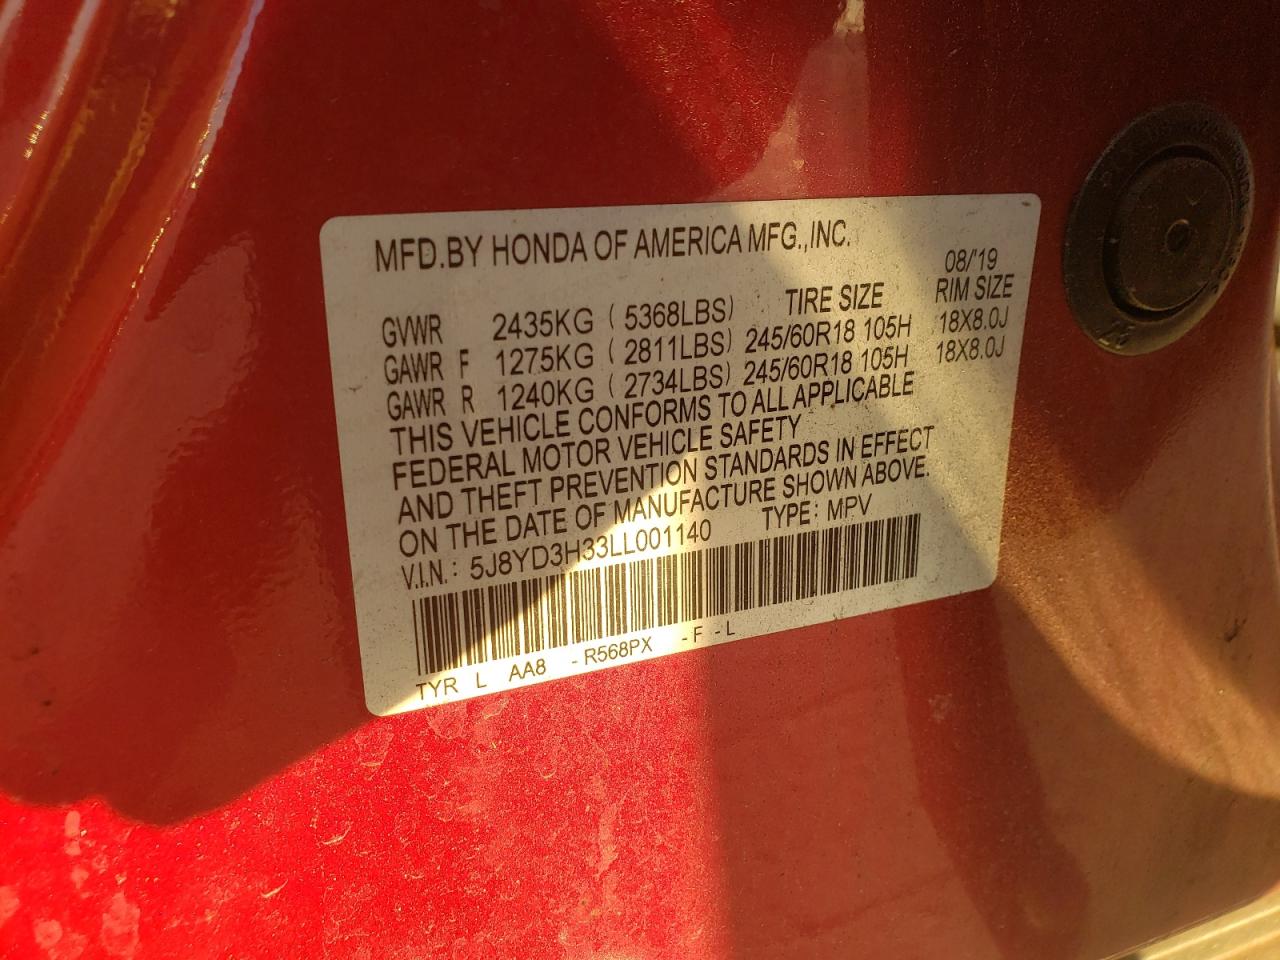 MFD.BY HONDA OF AMERICA MFG.,INC.
08/'19
TIRE SIZE RIM SIZE
GVWR 2435KG ( 5368LBS)
GAWR F 1275KG ( 2811LBS) 245/60R18 105H 18X8.0J
GAWR R 1240KG ( 2734LBS) 245/60R18 105H 18X8.0J
THIS VEHICLE CONFORMS TO ALL APPLICABLE
FEDERAL MOTOR VEHICLE SAFETY
AND THEFT PREVENTION STANDARDS IN EFFECT
ON THE DATE OF MANUFACTURE SHOWN ABOVE.
V.I.N.: 5J8YD3H33LL001140 TYPE: MPV
TYR L AA8 -R568PX -F -L